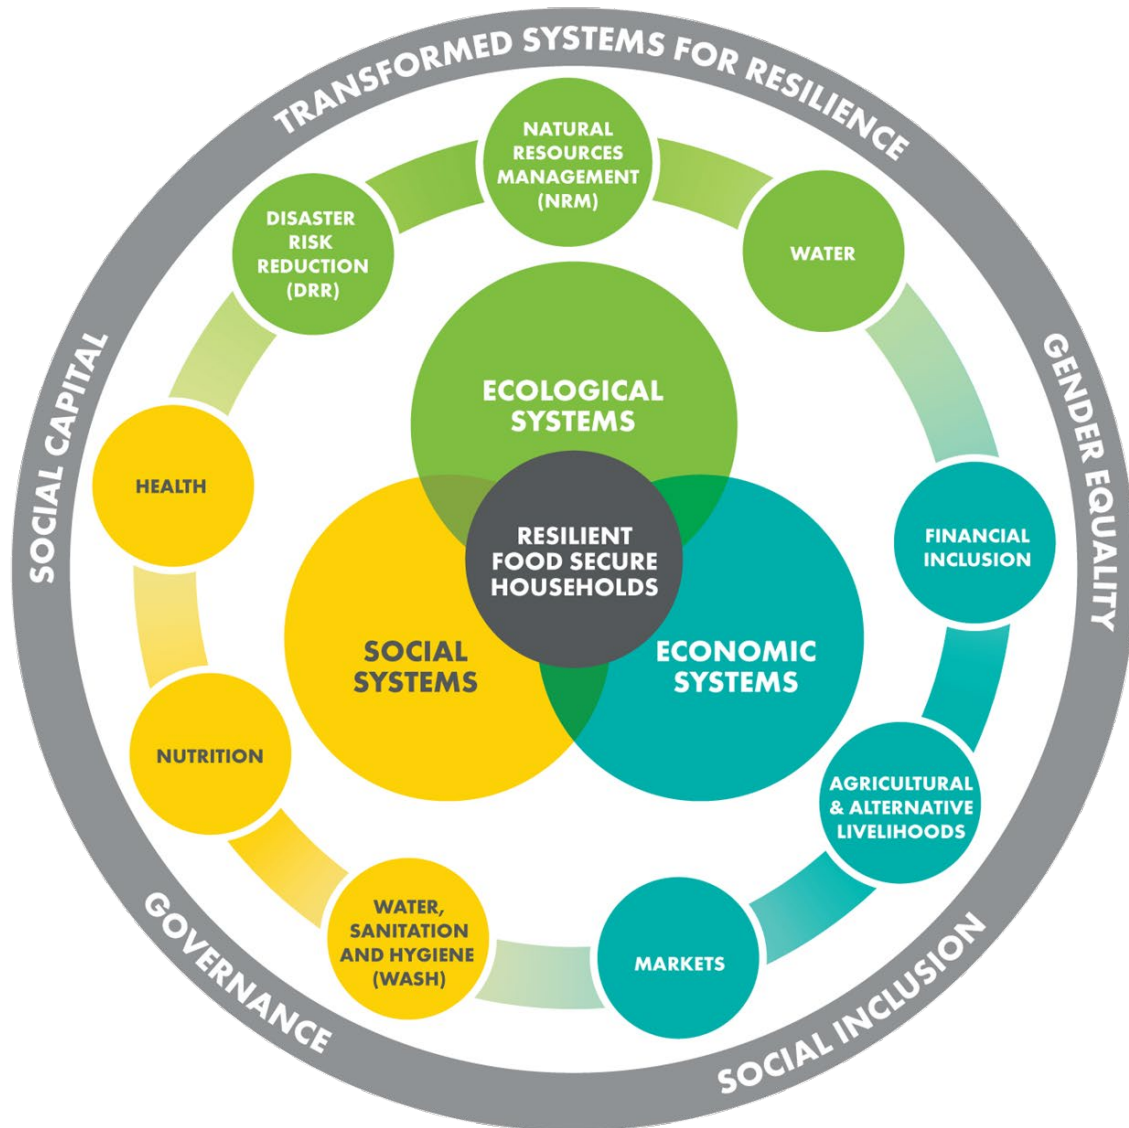 TRANSFORMED SYSTEMS FOR RESILIENCE
GENDER EQUALITY
SOCIAL INCLUSION
GOVERNANCE
SOCIAL CAPITAL
NATURAL
RESOURCES
MANAGEMENT
(NRM)
WATER
FINANCIAL
INCLUSION
AGRICULTURAL
& ALTERNATIVE
LIVELIHOODS
MARKETS
WATER,
SANITATION
AND HYGIENE
(WASH)
NUTRITION
HEALTH
DISASTER
RISK
REDUCTION
(DRR)
ECOLOGICAL
SYSTEMS
RESILIENT
FOOD SECURE
HOUSEHOLDS
SOCIAL
SYSTEMS
ECONOMIC
SYSTEMS